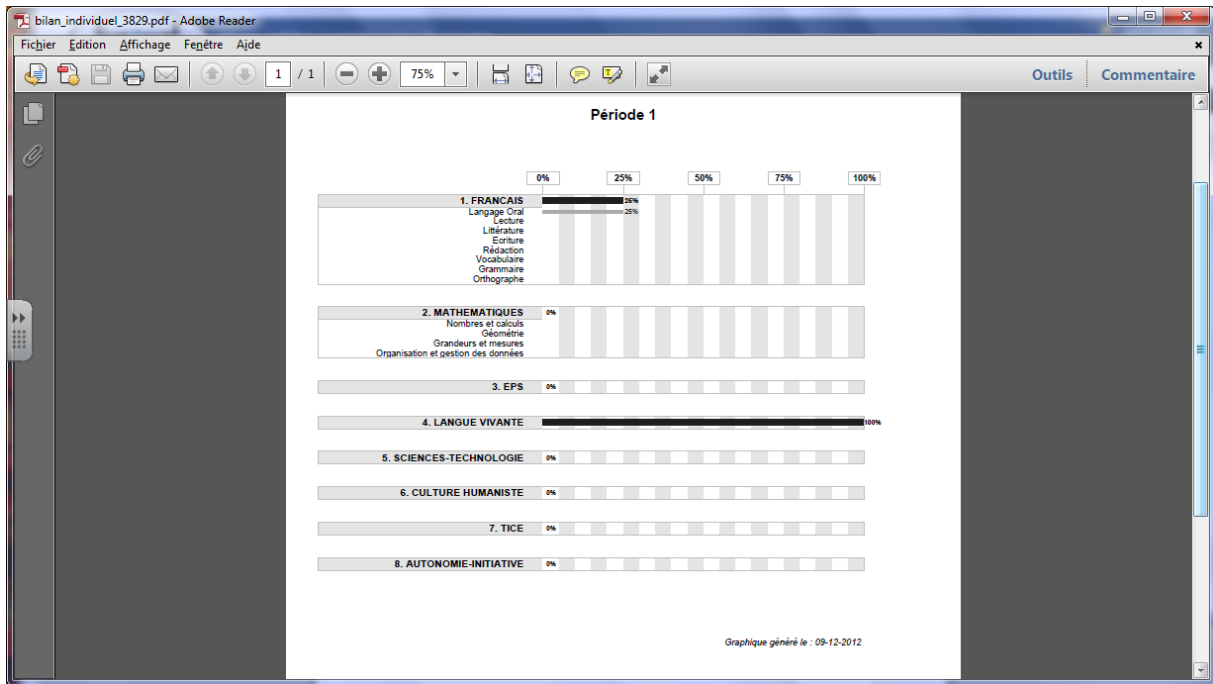 bilan_individuel_3829.pdf - Adobe Reader
Fichier Edition Affichage Fenêtre Aide
1 / 1 75% Outils Commentaire
Période 1
0% 25% 50% 75% 100%
1. FRANCAIS 25%
Langage Oral 25%
Lecture
Littérature
Ecriture
Rédaction
Vocabulaire
Grammaire
Orthographe
2. MATHEMATIQUES 0%
Nombres et calculs
Géométrie
Grandeurs et mesures
Organisation et gestion des données
3. EPS 0%
4. LANGUE VIVANTE 100%
5. SCIENCES-TECHNOLOGIE 0%
6. CULTURE HUMANISTE 0%
7. TICE 0%
8. AUTONOMIE-INITIATIVE 0%
Graphique généré le : 09-12-2012